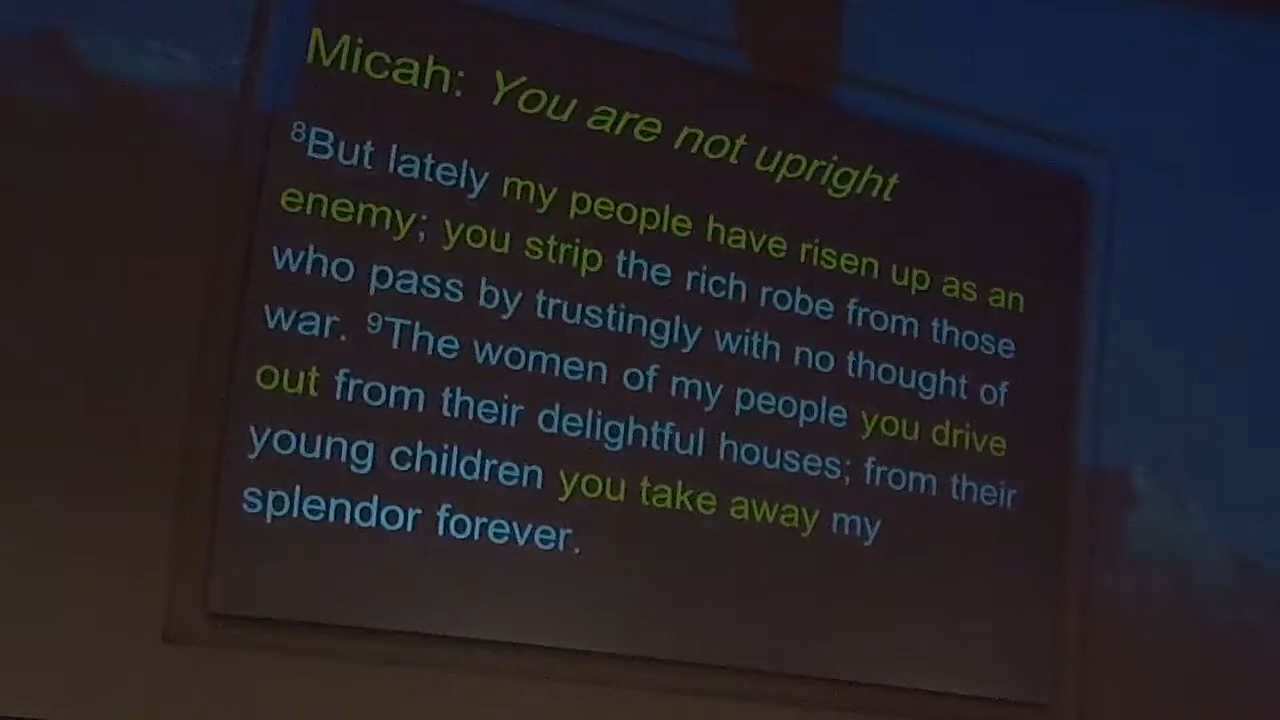 Micah: You are not upright
⁸But lately my people have risen up as an
enemy; you strip the rich robe from those
who pass by trustingly with no thought of
war. ⁹The women of my people you drive
out from their delightful houses; from their
young children you take away my
splendor forever.